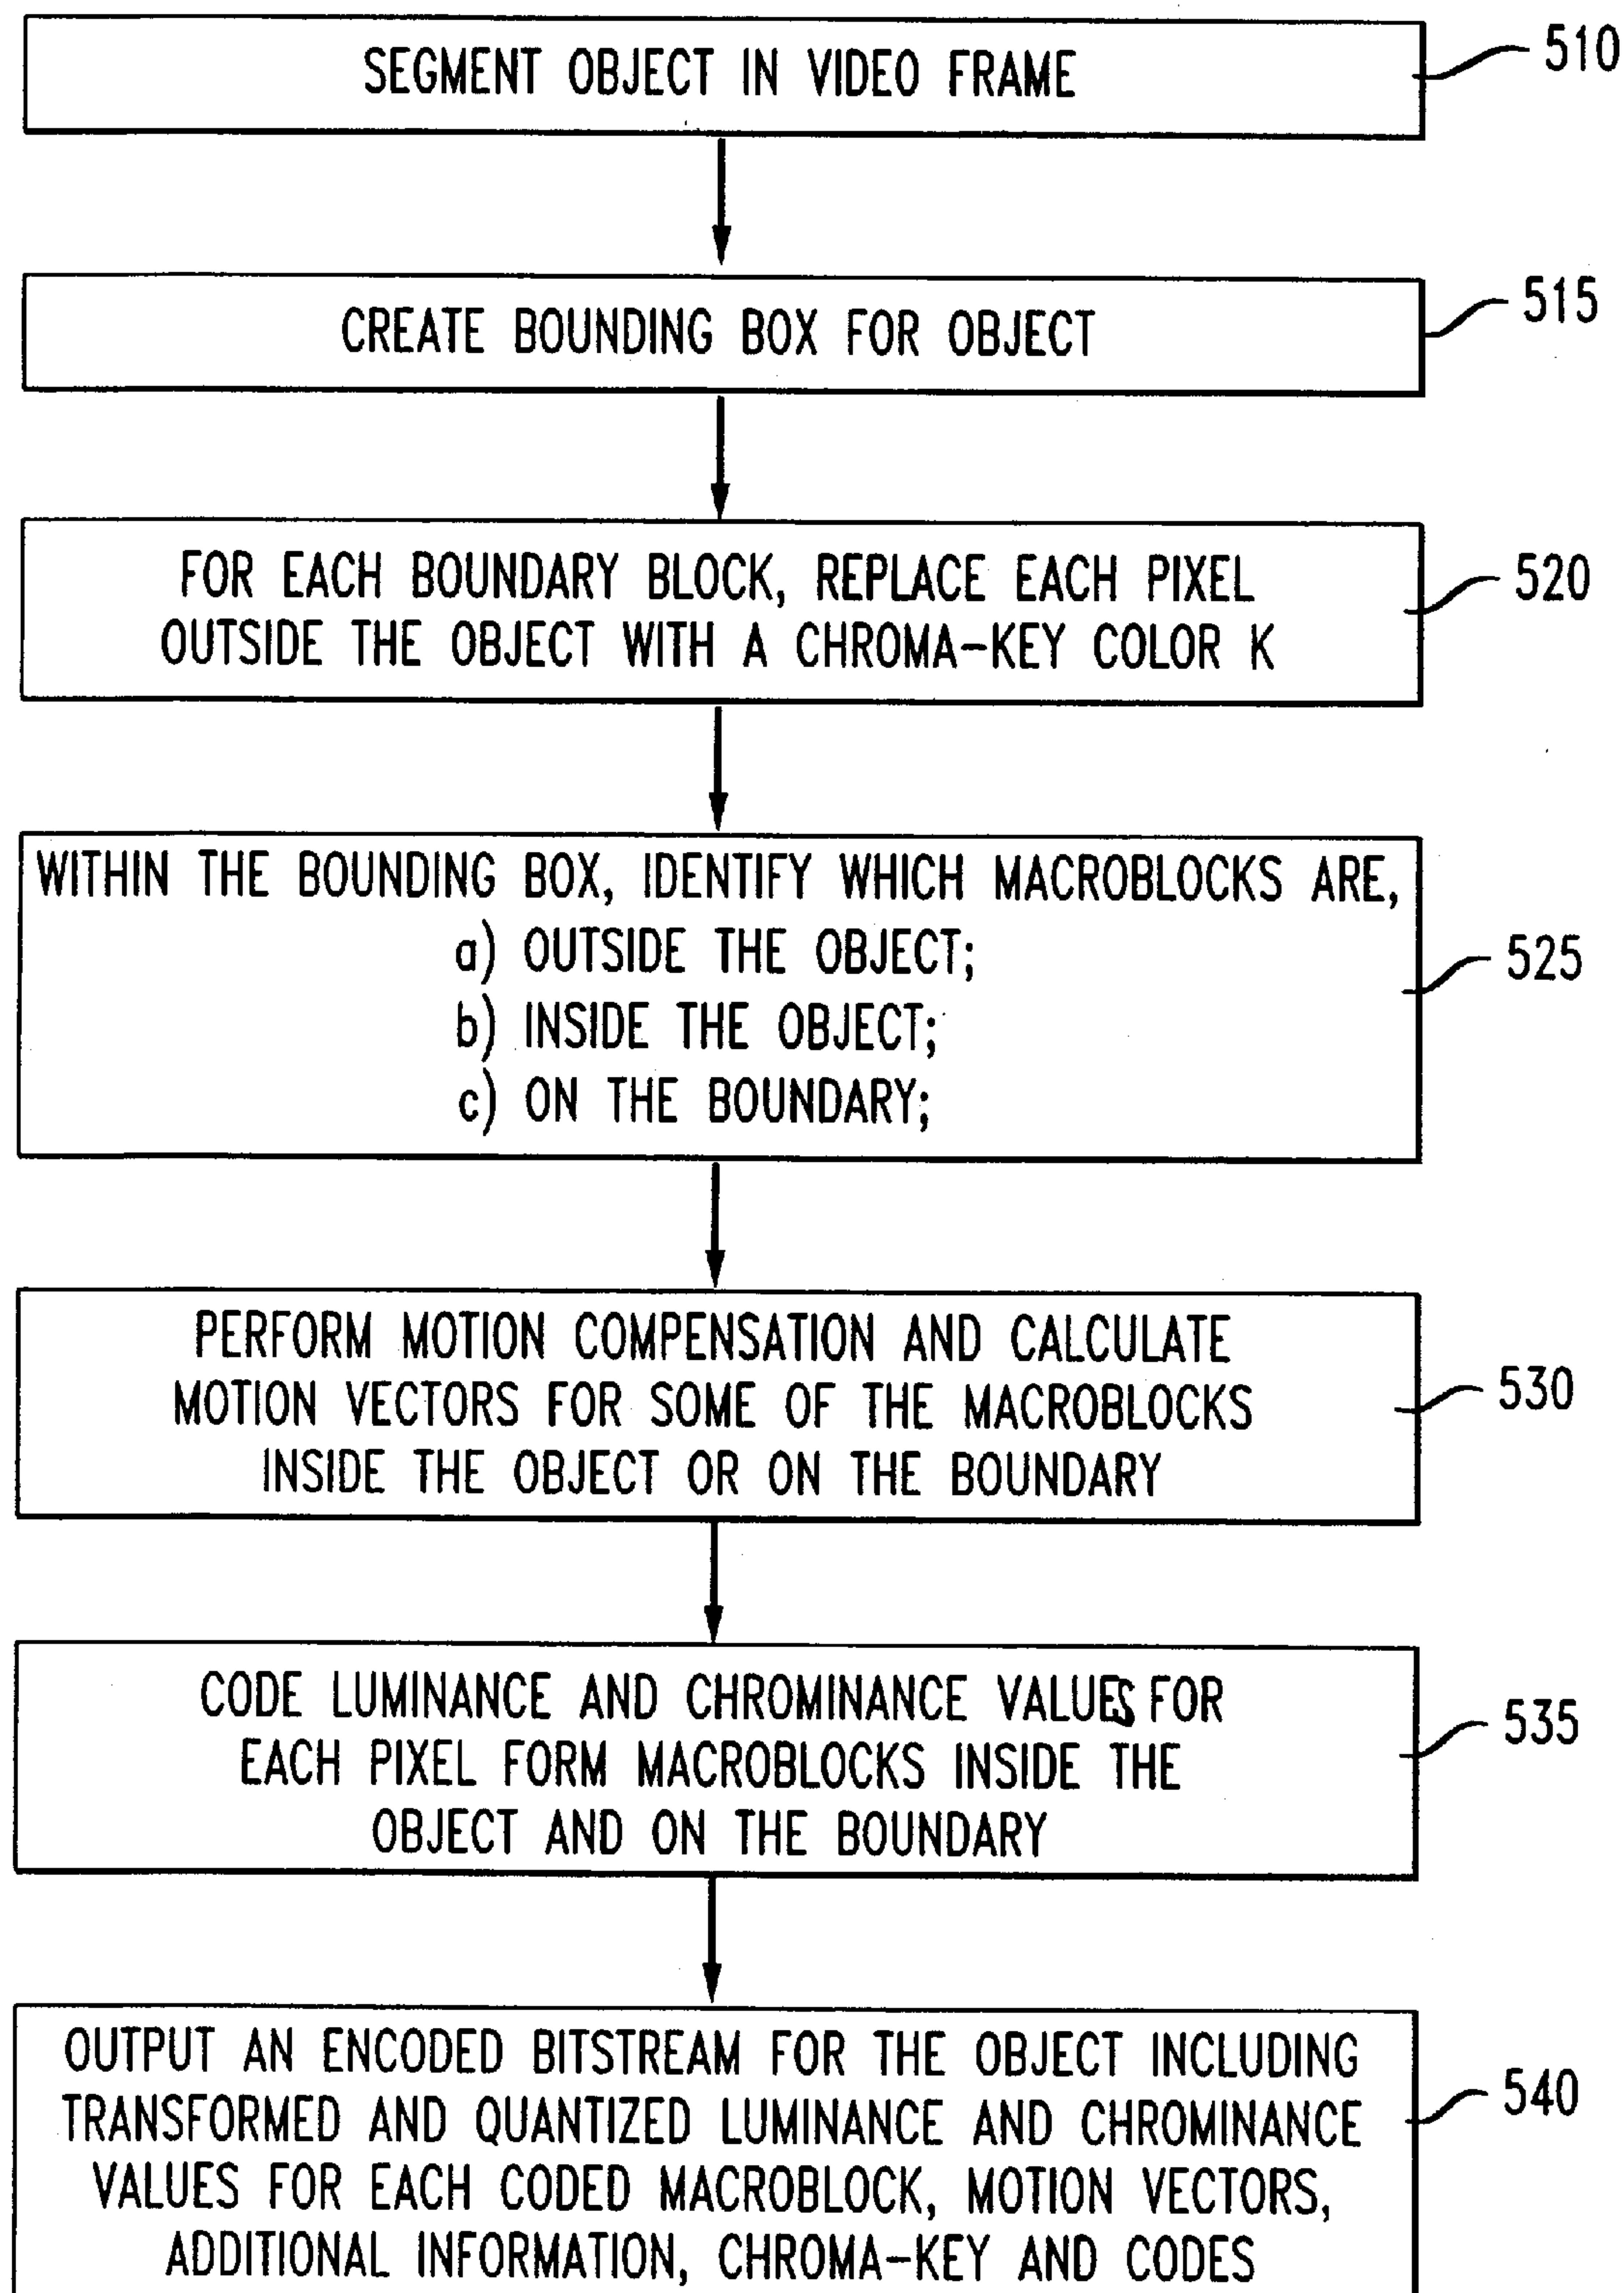 SEGMENT OBJECT IN VIDEO FRAME
510
CREATE BOUNDING BOX FOR OBJECT
515
FOR EACH BOUNDARY BLOCK, REPLACE EACH PIXEL
OUTSIDE THE OBJECT WITH A CHROMA-KEY COLOR K
520
WITHIN THE BOUNDING BOX, IDENTIFY WHICH MACROBLOCKS ARE,
a) OUTSIDE THE OBJECT;
b) INSIDE THE OBJECT;
c) ON THE BOUNDARY;
525
PERFORM MOTION COMPENSATION AND CALCULATE
MOTION VECTORS FOR SOME OF THE MACROBLOCKS
INSIDE THE OBJECT OR ON THE BOUNDARY
530
CODE LUMINANCE AND CHROMINANCE VALUES FOR
EACH PIXEL FORM MACROBLOCKS INSIDE THE
OBJECT AND ON THE BOUNDARY
535
OUTPUT AN ENCODED BITSTREAM FOR THE OBJECT INCLUDING
TRANSFORMED AND QUANTIZED LUMINANCE AND CHROMINANCE
VALUES FOR EACH CODED MACROBLOCK, MOTION VECTORS,
ADDITIONAL INFORMATION, CHROMA-KEY AND CODES
540